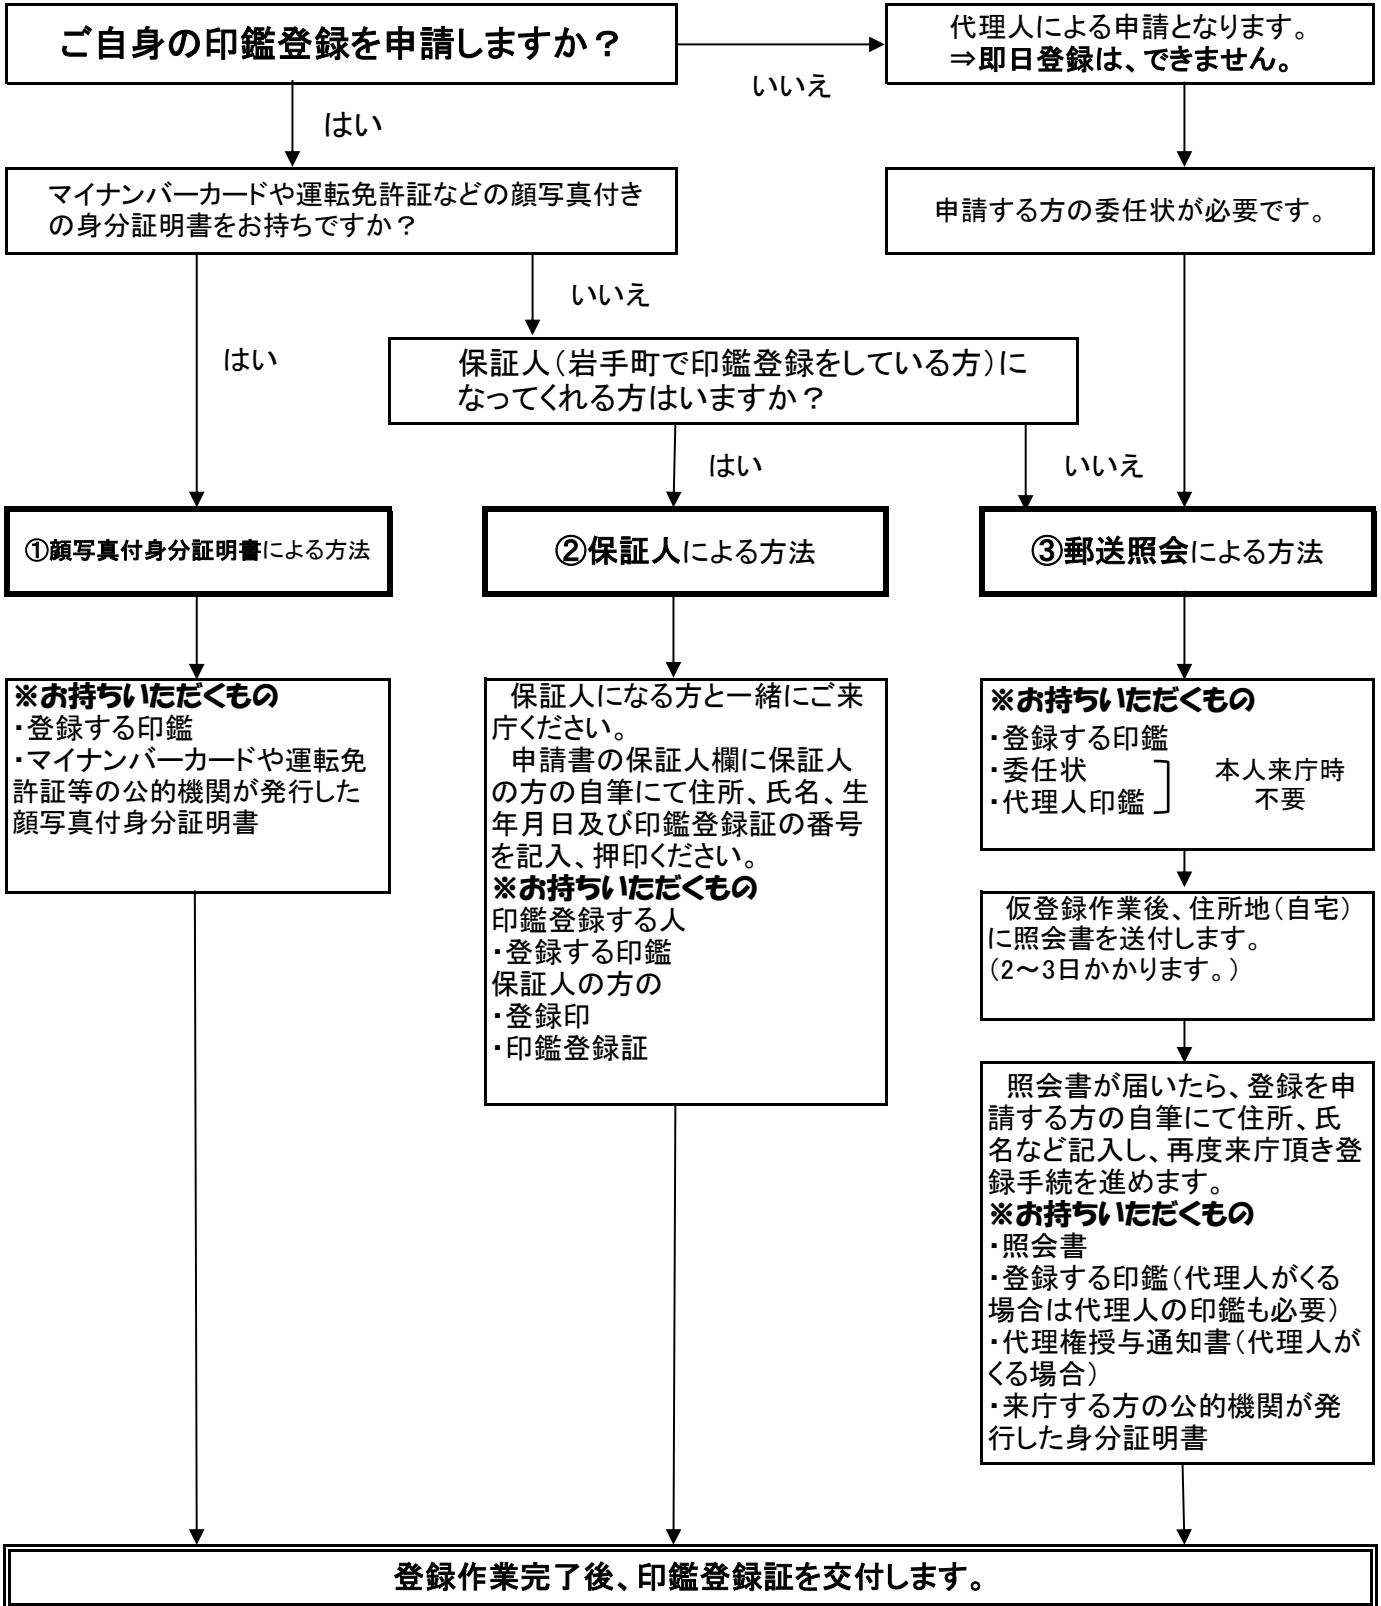 ご自身の印鑑登録を申請しますか？
代理人による申請となります。
⇒即日登録は、できません。
いいえ
はい
マイナンバーカードや運転免許証などの顔写真付き
の身分証明書をお持ちですか？
申請する方の委任状が必要です。
いいえ
はい
保証人（岩手町で印鑑登録をしている方）に
なってくれる方はいますか？
はい
いいえ
①顔写真付身分証明書による方法
②保証人による方法
③郵送照会による方法
※お持ちいただくもの
・登録する印鑑
・マイナンバーカードや運転免
許証等の公的機関が発行した
顔写真付身分証明書
保証人になる方と一緒にご来
庁ください。
申請書の保証人欄に保証人
の方の自筆にて住所、氏名、生
年月日及び印鑑登録証の番号
を記入、押印ください。
※お持ちいただくもの
印鑑登録する人
・登録する印鑑
保証人の方の
・登録印
・印鑑登録証
※お持ちいただくもの
・登録する印鑑
・委任状
・代理人印鑑
本人来庁時
不要
仮登録作業後、住所地（自宅）
に照会書を送付します。
（2～3日かかります。）
照会書が届いたら、登録を申
請する方の自筆にて住所、氏
名など記入し、再度来庁頂き登
録手続を進めます。
※お持ちいただくもの
・照会書
・登録する印鑑（代理人がくる
場合は代理人の印鑑も必要）
・代理権授与通知書（代理人が
くる場合）
・来庁する方の公的機関が発
行した身分証明書
登録作業完了後、印鑑登録証を交付します。